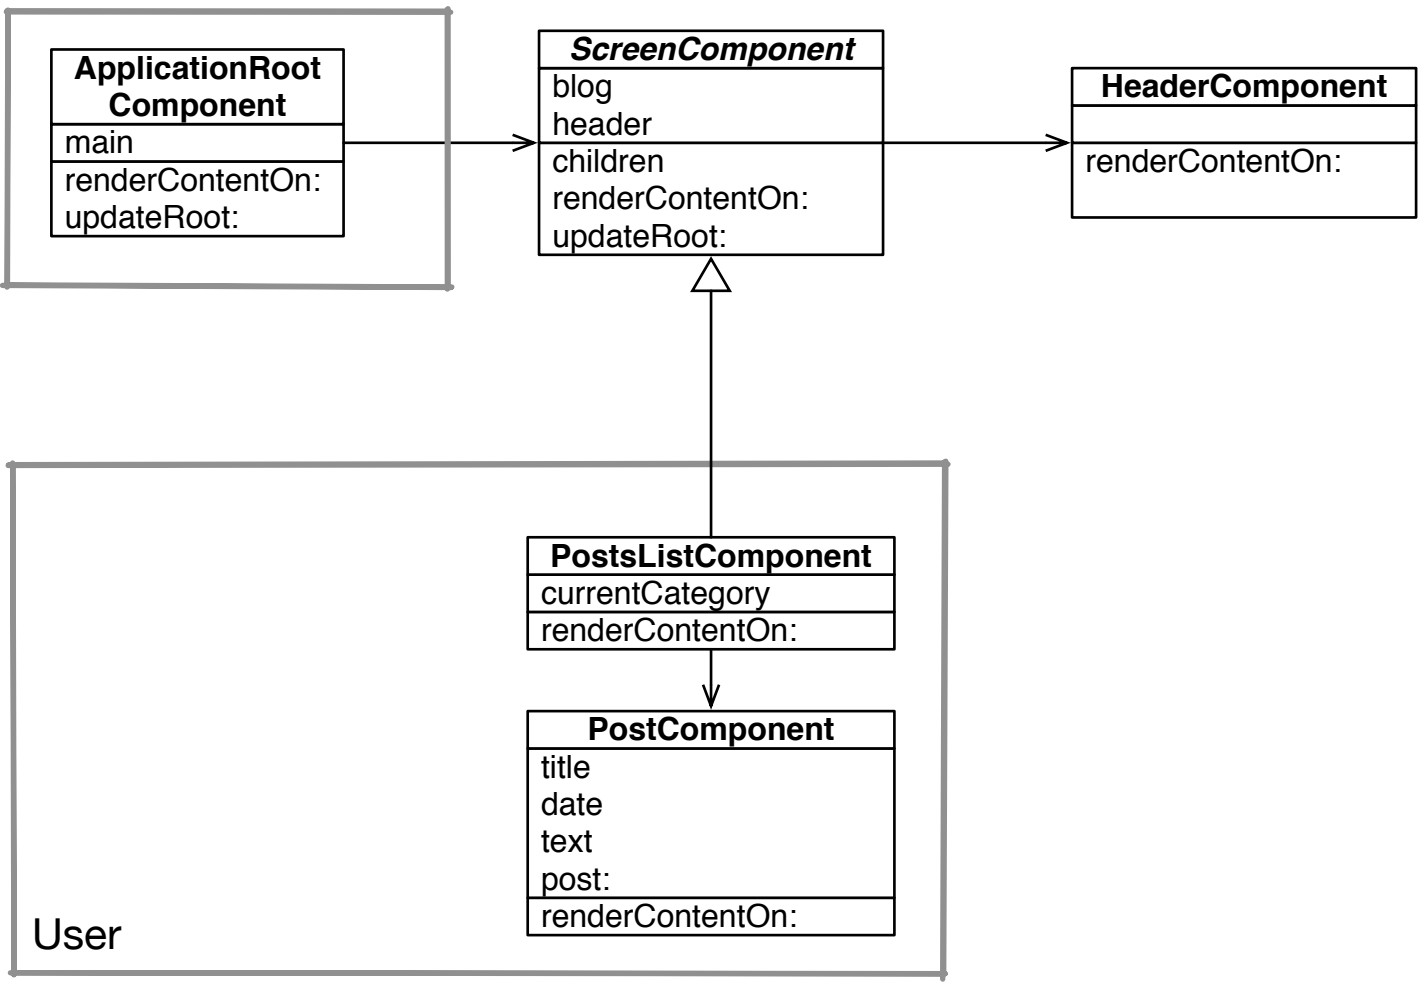 ApplicationRoot
Component
main
renderContentOn:
updateRoot:
ScreenComponent
blog
header
children
renderContentOn:
updateRoot:
HeaderComponent
renderContentOn:
PostsListComponent
currentCategory
renderContentOn:
PostComponent
title
date
text
post:
renderContentOn:
User